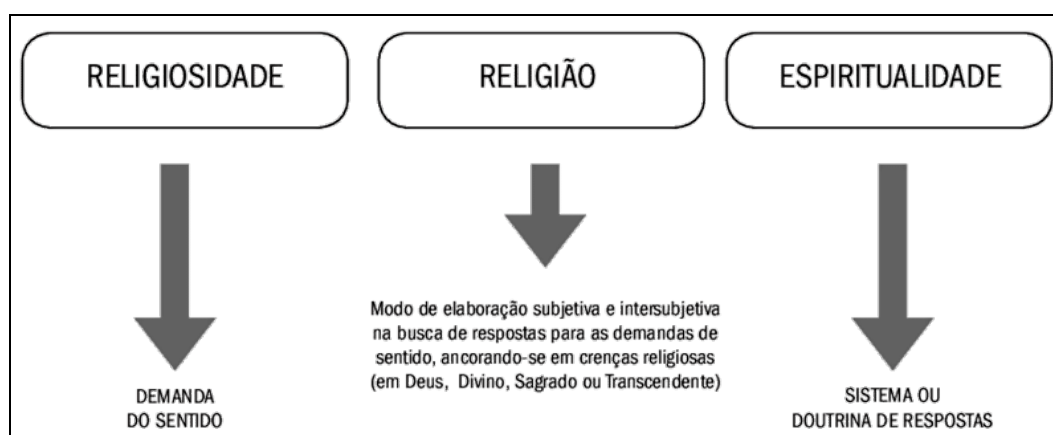 RELIGIOSIDADE
RELIGIÃO
ESPIRITUALIDADE
DEMANDA
DO SENTIDO
Modo de elaboração subjetiva e intersubjetiva
na busca de respostas para as demandas de
sentido, ancorando-se em crenças religiosas
(em Deus, Divino, Sagrado ou Transcendente)
SISTEMA OU
DOUTRINA DE RESPOSTAS